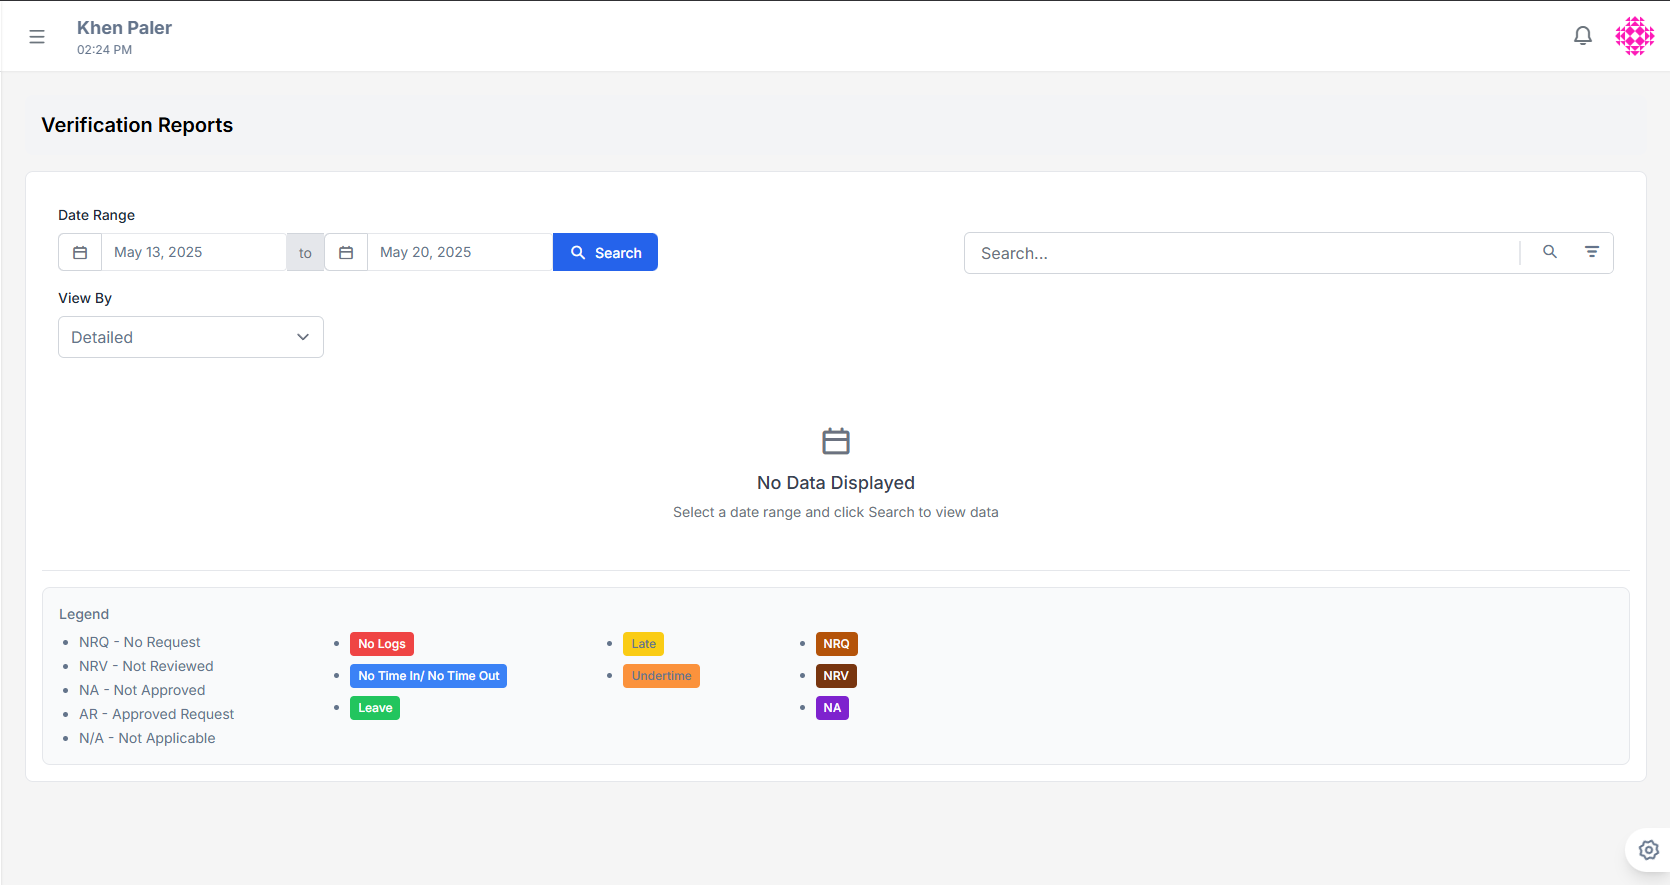 Khen Paler
02:24 PM
Verification Reports
Date Range
May 13, 2025 to May 20, 2025 Search
Search...
View By
Detailed
No Data Displayed
Select a date range and click Search to view data
Legend
NRQ - No Request
NRV - Not Reviewed
NA - Not Approved
AR - Approved Request
N/A - Not Applicable
No Logs
No Time In/ No Time Out
Leave
Late
Undertime
NRQ
NRV
NA